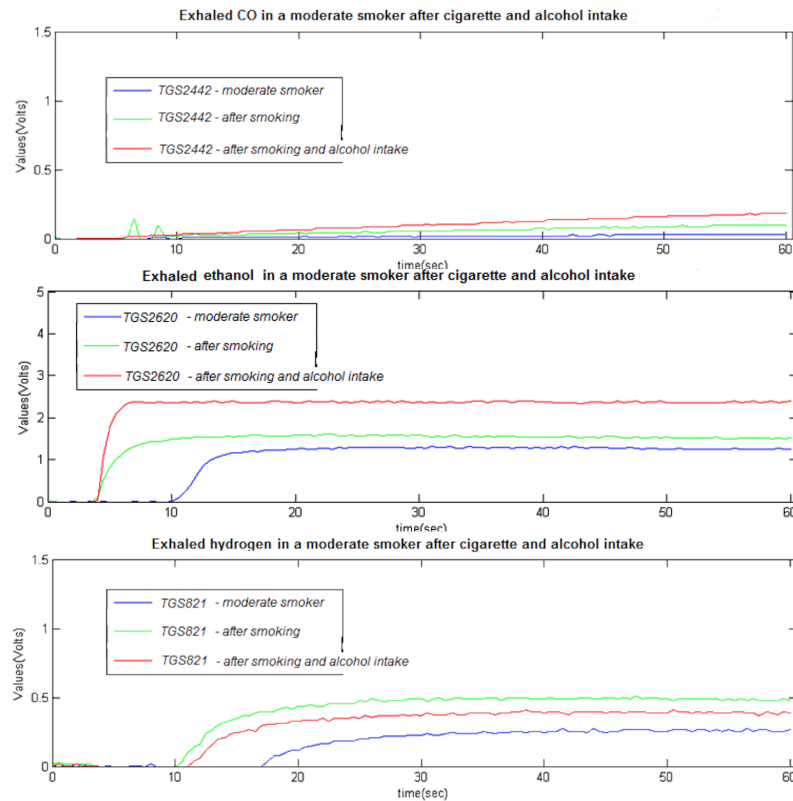 Exhaled CO in a moderate smoker after cigarette and alcohol intake
1.5
1
0.5
0
Values(Volts)
TGS2442 - moderate smoker
TGS2442 - after smoking
TGS2442 - after smoking and alcohol intake
0 10 20 30 40 50 60
time(sec)
Exhaled ethanol in a moderate smoker after cigarette and alcohol intake
5
4
3
2
1
0
Values(Volts)
TGS2620 - moderate smoker
TGS2620 - after smoking
TGS2620 - after smoking and alcohol intake
0 10 20 30 40 50 60
time(sec)
Exhaled hydrogen in a moderate smoker after cigarette and alcohol intake
1.5
1
0.5
0
Values(Volts)
TGS821 - moderate smoker
TGS821 - after smoking
TGS821 - after smoking and alcohol intake
0 10 20 30 40 50 60
time(sec)